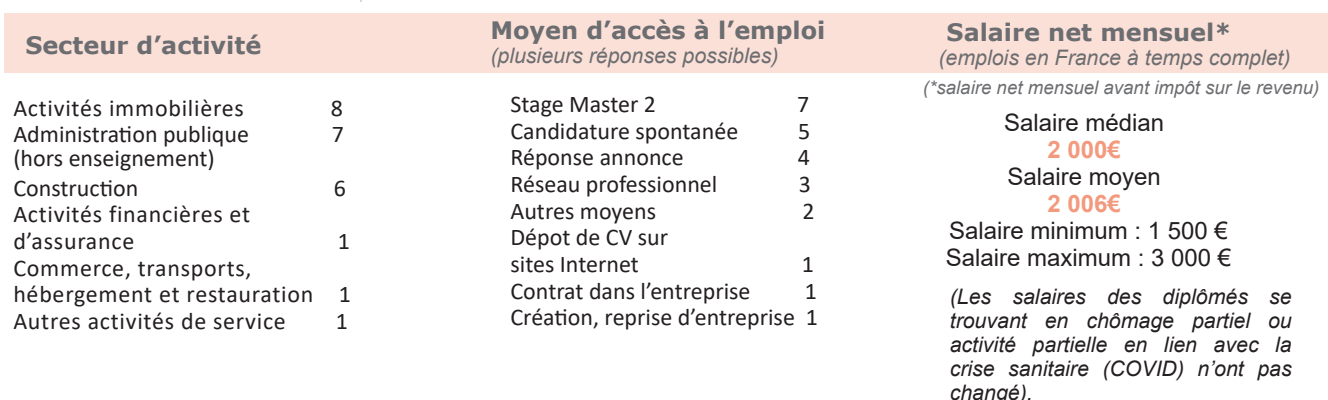 Secteur d’activité
Activités immobilières 8
Administration publique 7
(hors enseignement)
Construction 6
Activités financières et
d’assurance 1
Commerce, transports,
hébergement et restauration 1
Autres activités de service 1
Moyen d’accès à l’emploi
(plusieurs réponses possibles)
Stage Master 2 7
Candidature spontanée 5
Réponse annonce 4
Réseau professionnel 3
Autres moyens 2
Dépot de CV sur
sites Internet 1
Contrat dans l’entreprise 1
Création, reprise d’entreprise 1
Salaire net mensuel*
(emplois en France à temps complet)
(*salaire net mensuel avant impôt sur le revenu)
Salaire médian
2 000€
Salaire moyen
2 006€
Salaire minimum : 1 500 €
Salaire maximum : 3 000 €
(Les salaires des diplômés se
trouvant en chômage partiel ou
activité partielle en lien avec la
crise sanitaire (COVID) n’ont pas
changé).